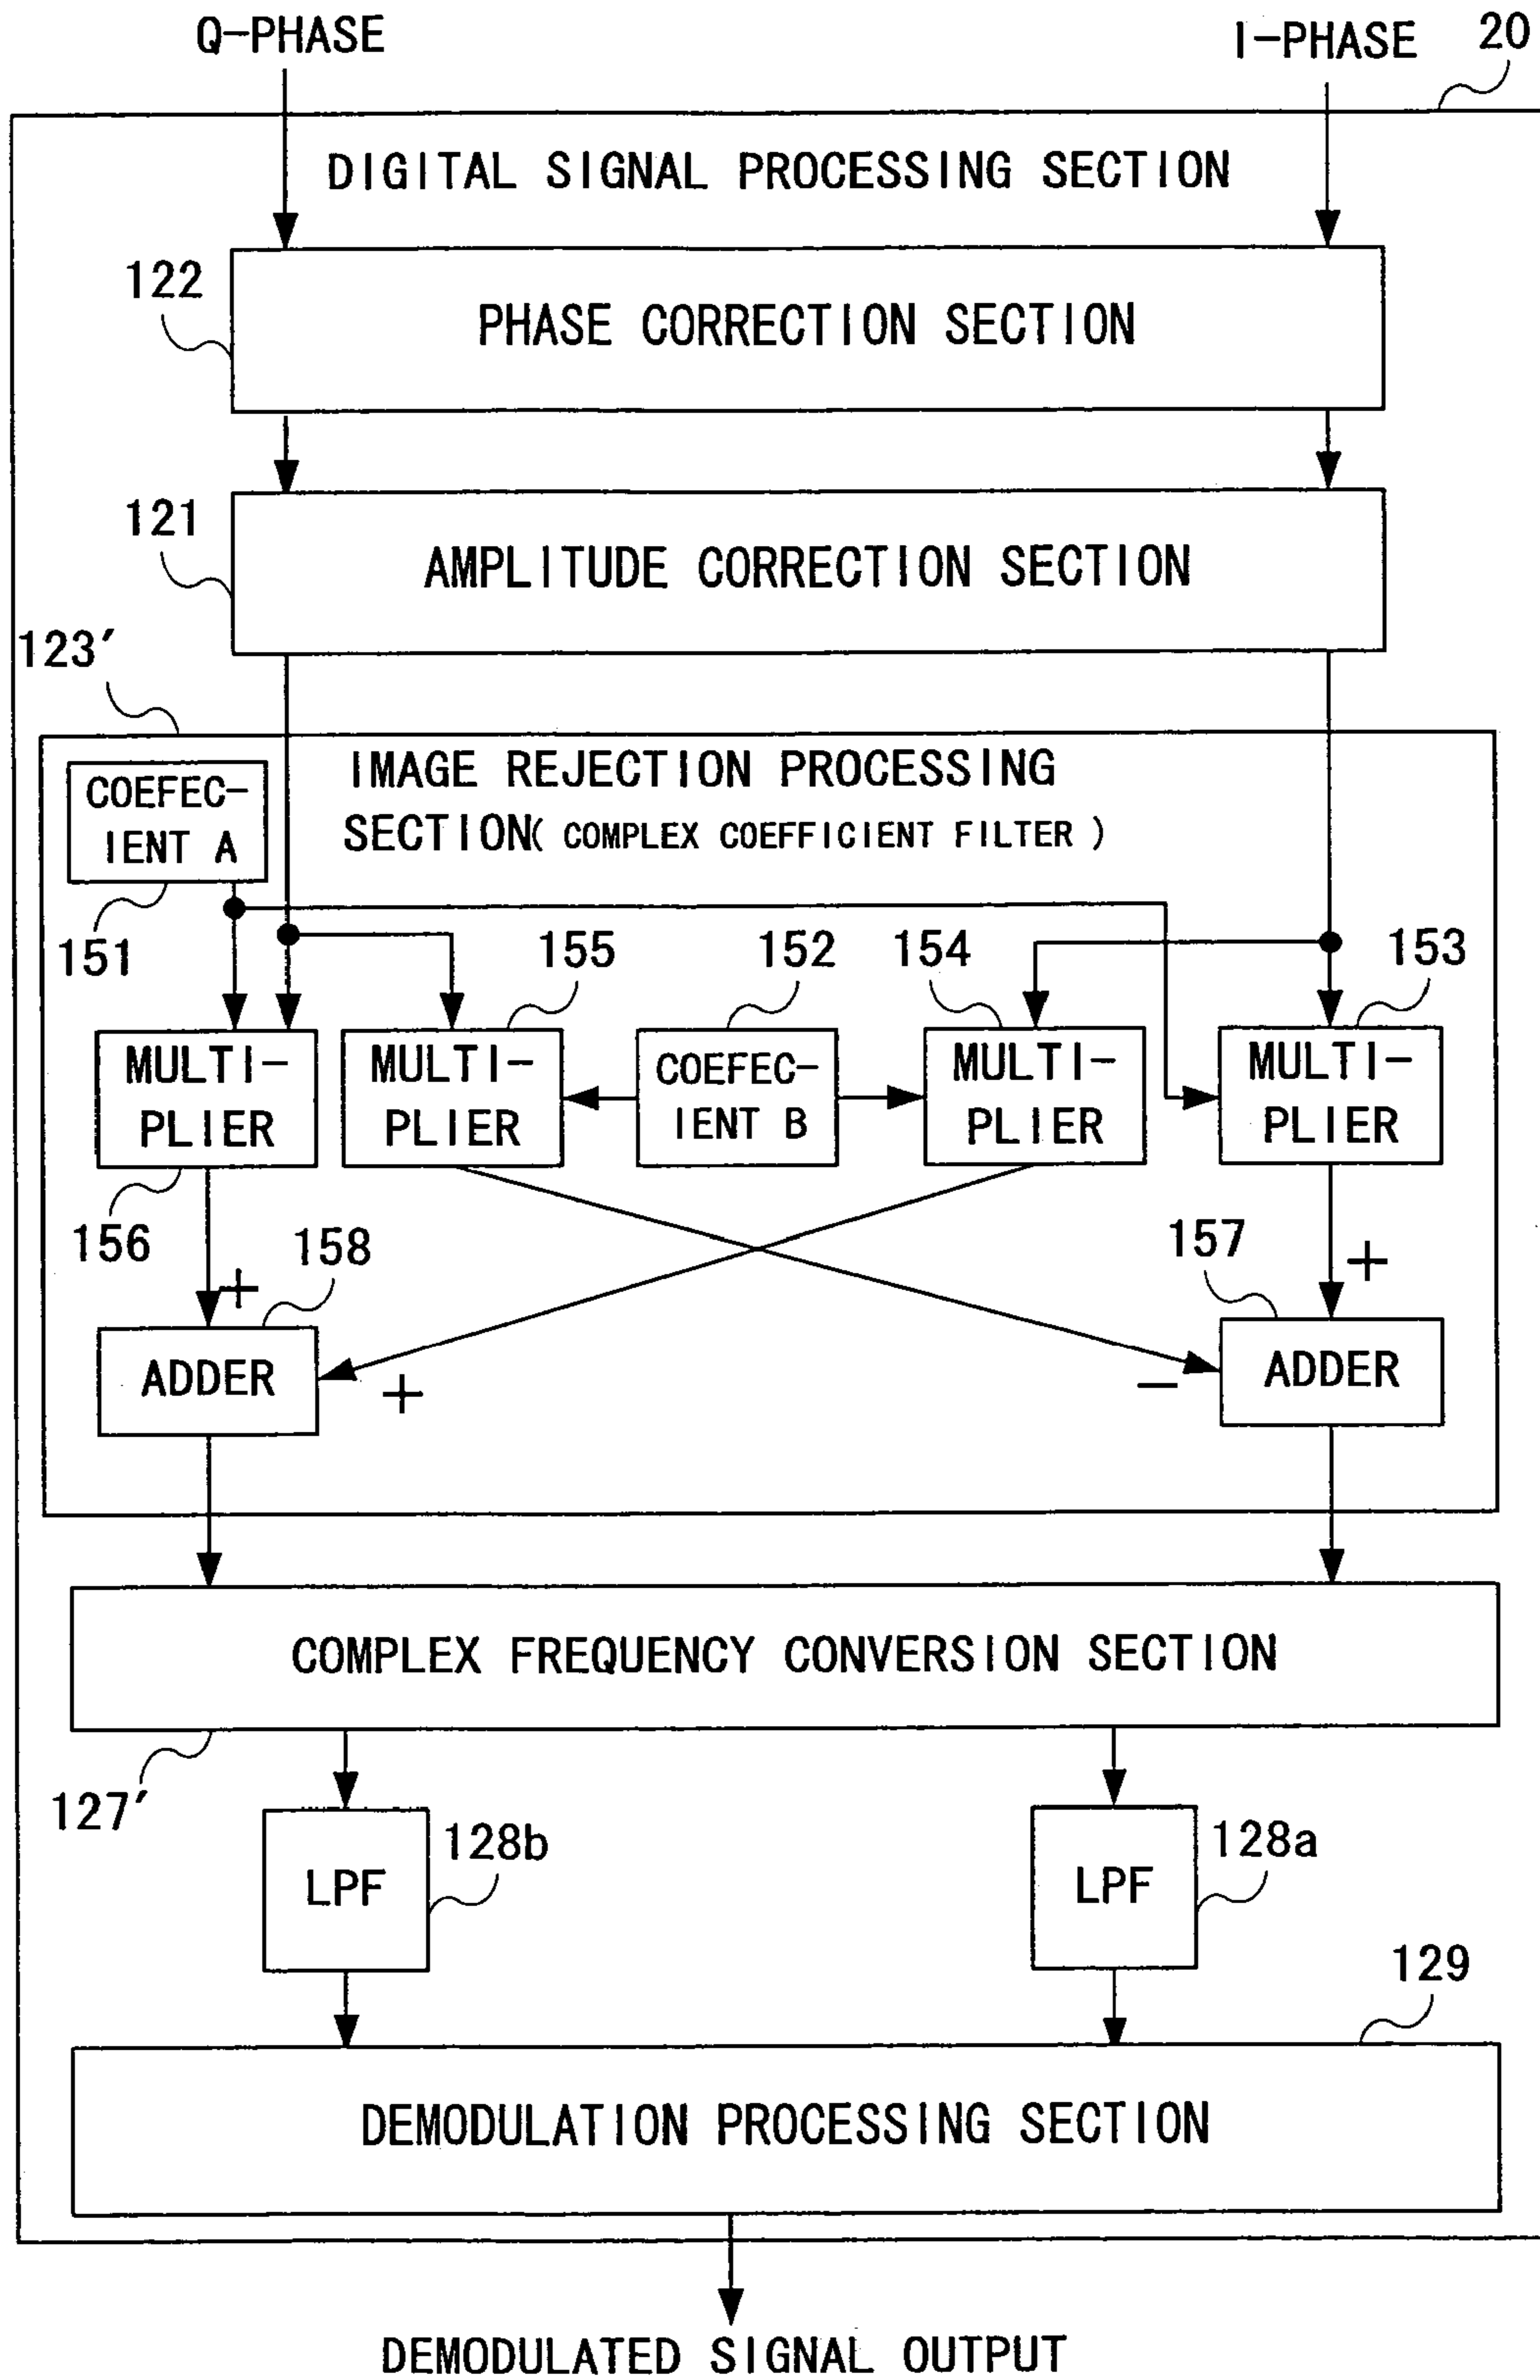 Q-PHASE
I-PHASE
20
DIGITAL SIGNAL PROCESSING SECTION
122
PHASE CORRECTION SECTION
121
AMPLITUDE CORRECTION SECTION
123′
IMAGE REJECTION PROCESSING
SECTION( COMPLEX COEFFICIENT FILTER )
COEFEC-
IENT A
151
155
152
154
153
MULTI-
PLIER
MULTI-
PLIER
COEFEC-
IENT B
MULTI-
PLIER
MULTI-
PLIER
156
158
157
+
+
ADDER
+
−
ADDER
COMPLEX FREQUENCY CONVERSION SECTION
127′
LPF
128b
LPF
128a
129
DEMODULATION PROCESSING SECTION
DEMODULATED SIGNAL OUTPUT